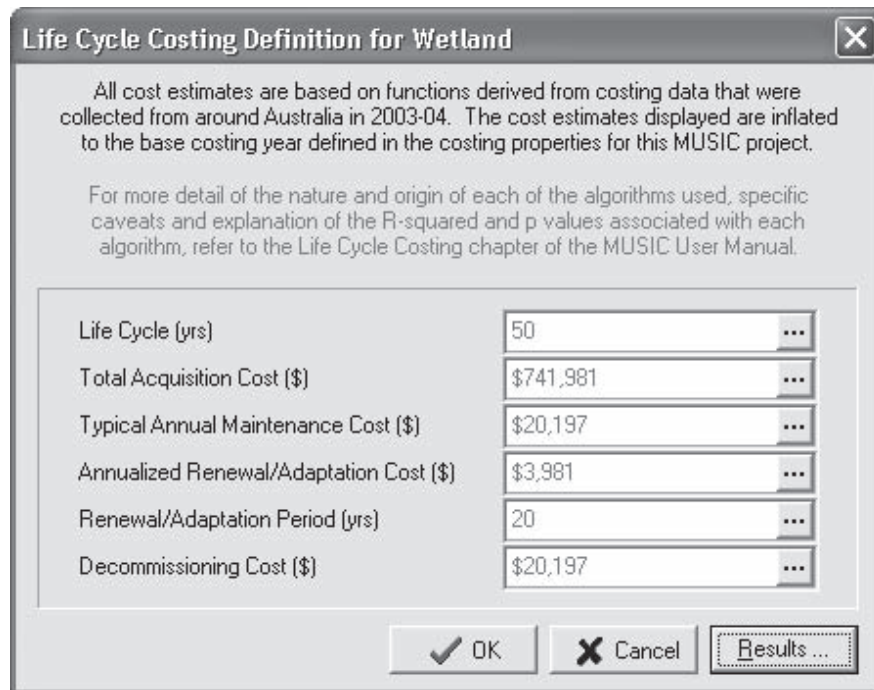 Life Cycle Costing Definition for Wetland
All cost estimates are based on functions derived from costing data that were
collected from around Australia in 2003-04. The cost estimates displayed are inflated
to the base costing year defined in the costing properties for this MUSIC project.
For more detail of the nature and origin of each of the algorithms used, specific
caveats and explanation of the R-squared and p values associated with each
algorithm, refer to the Life Cycle Costing chapter of the MUSIC User Manual.
Life Cycle (yrs) 50 ...
Total Acquisition Cost ($) $741,981 ...
Typical Annual Maintenance Cost ($) $20,197 ...
Annualized Renewal/Adaptation Cost ($) $3,981 ...
Renewal/Adaptation Period (yrs) 20 ...
Decommissioning Cost ($) $20,197 ...
OK Cancel Results ...